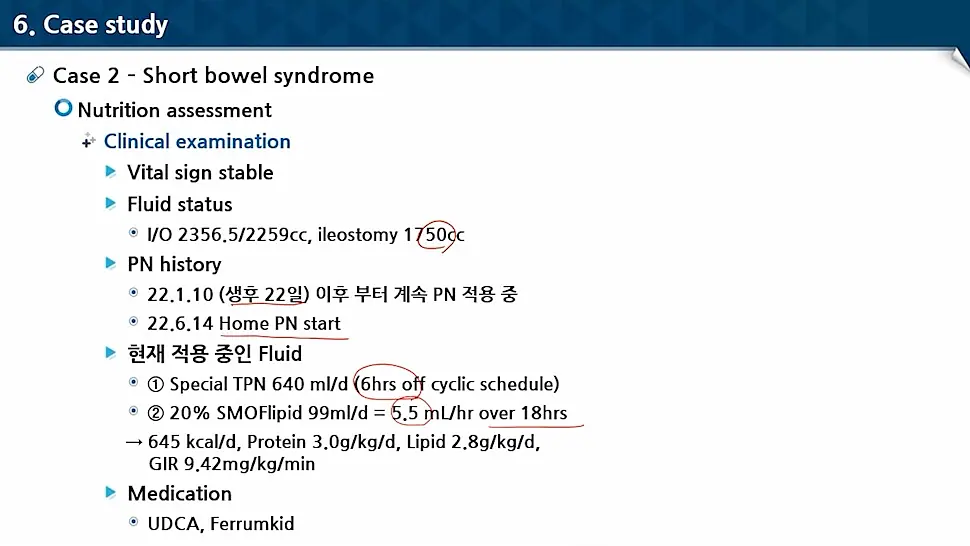 6. Case study
Case 2 - Short bowel syndrome
Nutrition assessment
Clinical examination
Vital sign stable
Fluid status
I/O 2356.5/2259cc, ileostomy 1750cc
PN history
22.1.10 (생후 22일) 이후 부터 계속 PN 적용 중
22.6.14 Home PN start
현재 적용 중인 Fluid
① Special TPN 640 ml/d (6hrs off cyclic schedule)
② 20% SMOFlipid 99ml/d = 5.5 mL/hr over 18hrs
→ 645 kcal/d, Protein 3.0g/kg/d, Lipid 2.8g/kg/d,
GIR 9.42mg/kg/min
Medication
UDCA, Ferrumkid